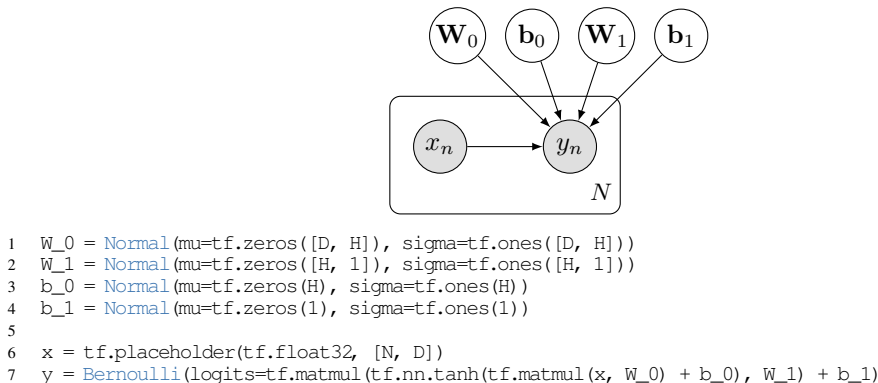 W₀ b₀ W₁ b₁
xₙ yₙ
N
1 W_0 = Normal(mu=tf.zeros([D, H]), sigma=tf.ones([D, H]))
2 W_1 = Normal(mu=tf.zeros([H, 1]), sigma=tf.ones([H, 1]))
3 b_0 = Normal(mu=tf.zeros(H), sigma=tf.ones(H))
4 b_1 = Normal(mu=tf.zeros(1), sigma=tf.ones(1))
5
6 x = tf.placeholder(tf.float32, [N, D])
7 y = Bernoulli(logits=tf.matmul(tf.nn.tanh(tf.matmul(x, W_0) + b_0), W_1) + b_1)